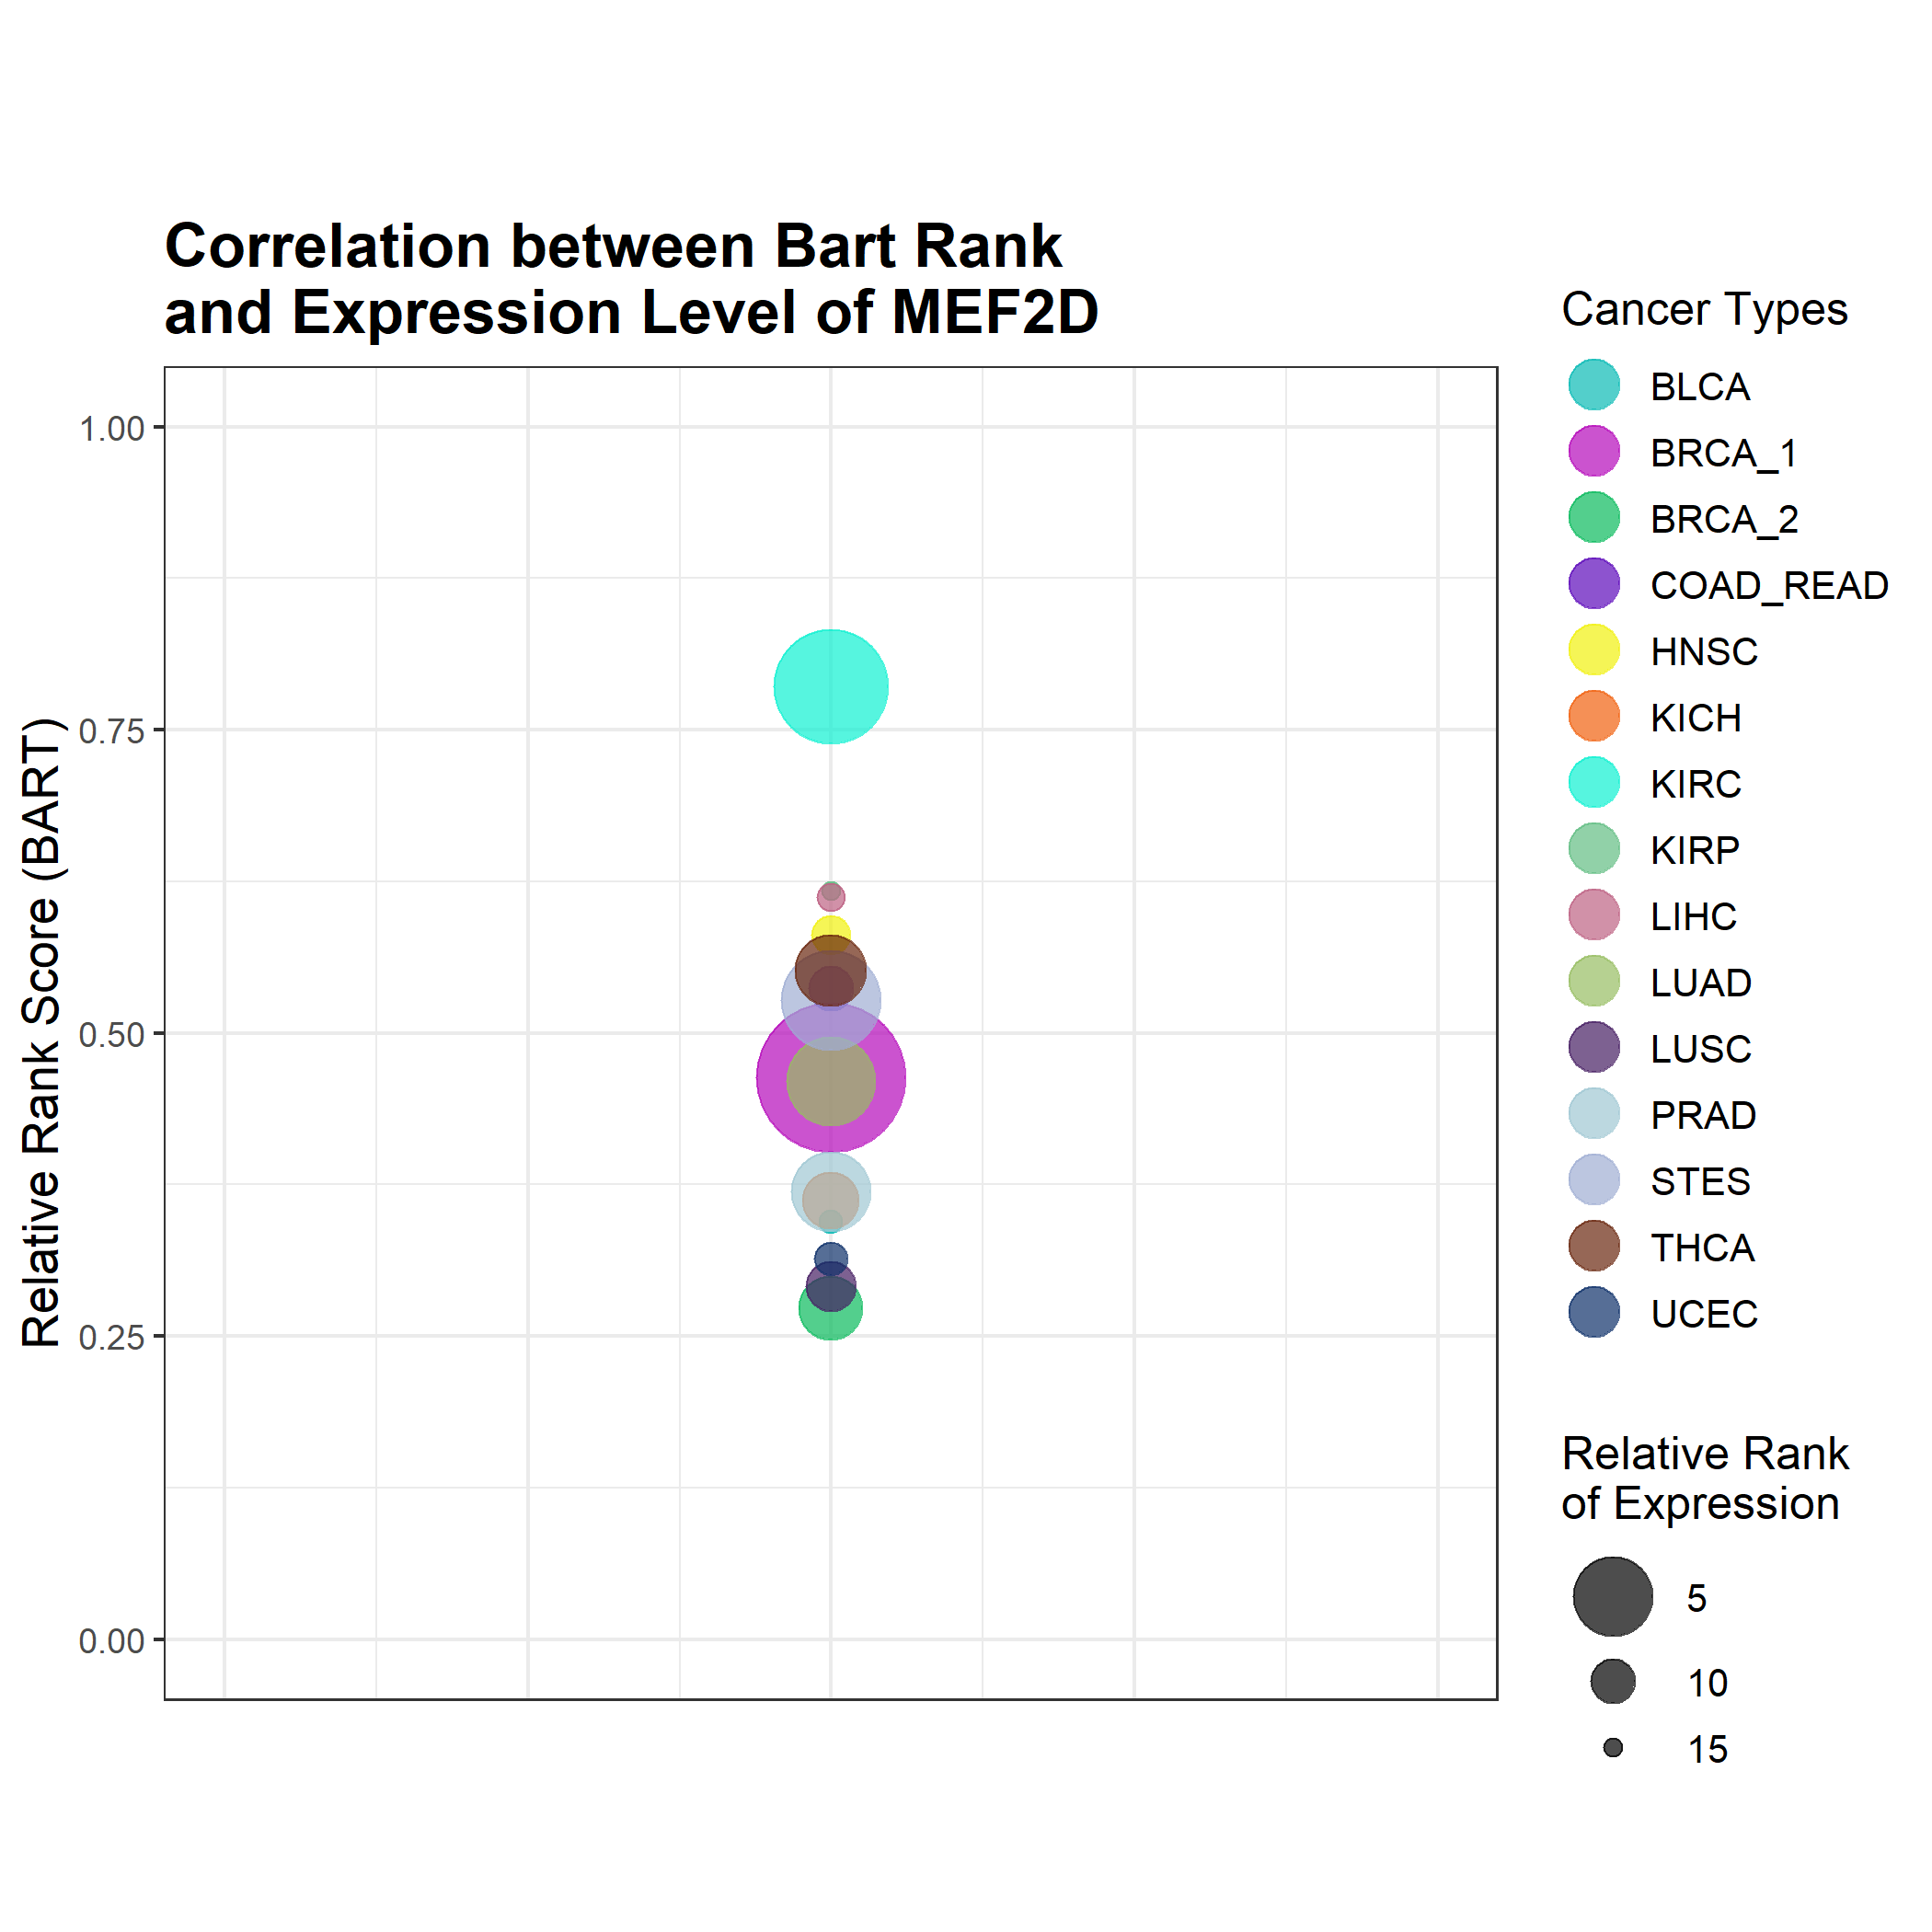 Correlation between Bart Rank
and Expression Level of MEF2D
Relative Rank Score (BART)
1.00
0.75
0.50
0.25
0.00
Cancer Types
BLCA
BRCA_1
BRCA_2
COAD_READ
HNSC
KICH
KIRC
KIRP
LIHC
LUAD
LUSC
PRAD
STES
THCA
UCEC
Relative Rank
of Expression
5
10
15